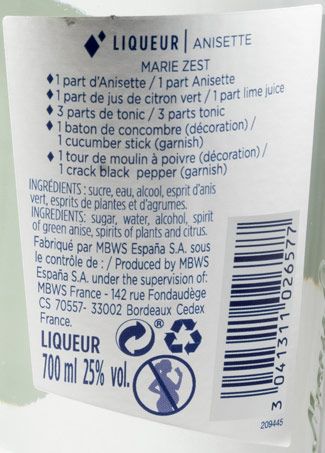 LIQUEUR | ANISETTE
MARIE ZEST
1 part d'Anisette / 1 part Anisette
1 part de jus de citron vert / 1 part lime juice
3 parts de tonic / 3 parts tonic
1 baton de concombre (décoration) /
1 cucumber stick (garnish)
1 tour de moulin à poivre (décoration) /
1 crack black pepper (garnish)
INGRÉDIENTS : sucre, eau, alcool, esprit d'anis
vert, esprits de plantes et d'agrumes.
INGREDIENTS: sugar, water, alcohol, spirit
of green anise, spirits of plants and citrus.
Fabriqué par MBWS España S.A. sous
le contrôle de : / Produced by MBWS
España S.A. under the supervision of:
MBWS France - 142 rue Fondaudège
CS 70557- 33002 Bordeaux Cedex
France.
LIQUEUR
700 ml 25% vol.
3 041311 026577
209445